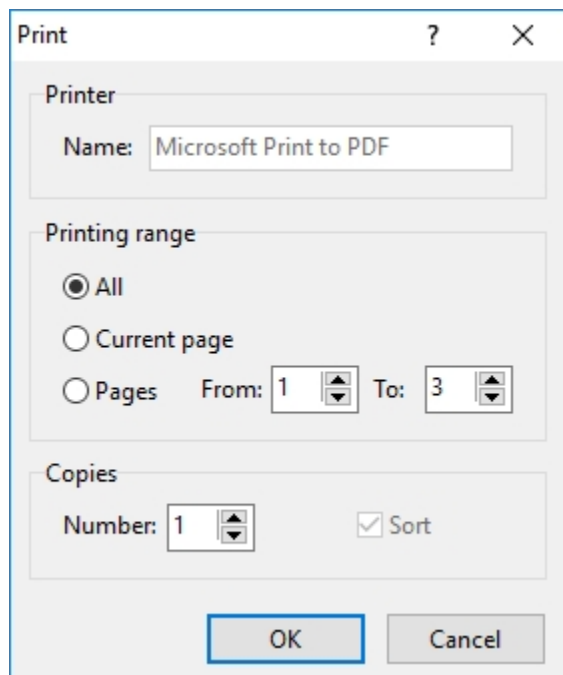 Print ?
Printer
Name: Microsoft Print to PDF
Printing range
All
Current page
Pages From: 1 To: 3
Copies
Number: 1 Sort
OK Cancel